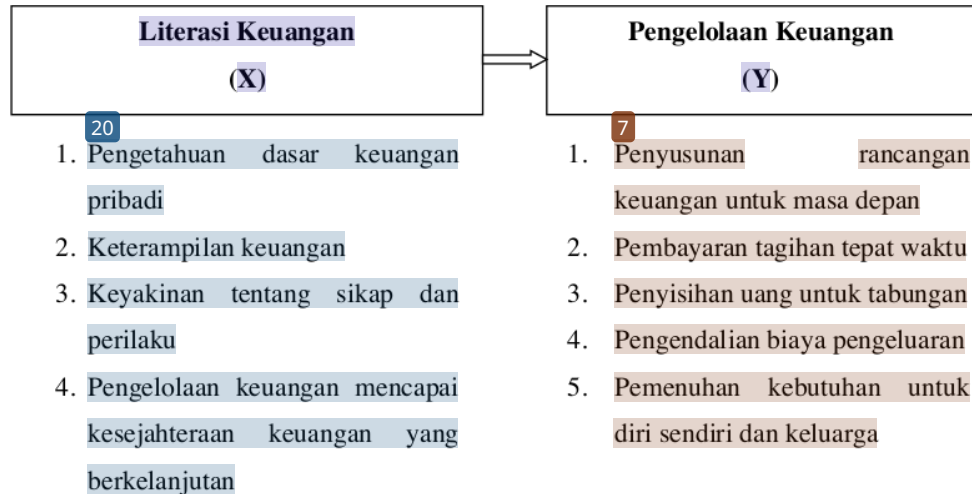 Literasi Keuangan
(X)
20
1. Pengetahuan dasar keuangan
pribadi
2. Keterampilan keuangan
3. Keyakinan tentang sikap dan
perilaku
4. Pengelolaan keuangan mencapai
kesejahteraan keuangan yang
berkelanjutan
Pengelolaan Keuangan
(Y)
7
1. Penyusunan rancangan
keuangan untuk masa depan
2. Pembayaran tagihan tepat waktu
3. Penyisihan uang untuk tabungan
4. Pengendalian biaya pengeluaran
5. Pemenuhan kebutuhan untuk
diri sendiri dan keluarga